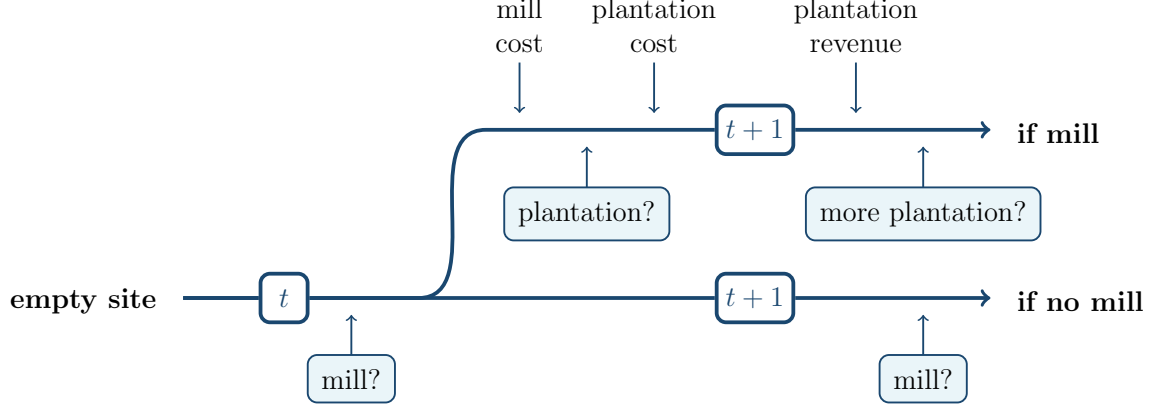 mill
cost
plantation
cost
plantation
revenue
t + 1
if mill
plantation?
more plantation?
empty site
t
t + 1
if no mill
mill?
mill?